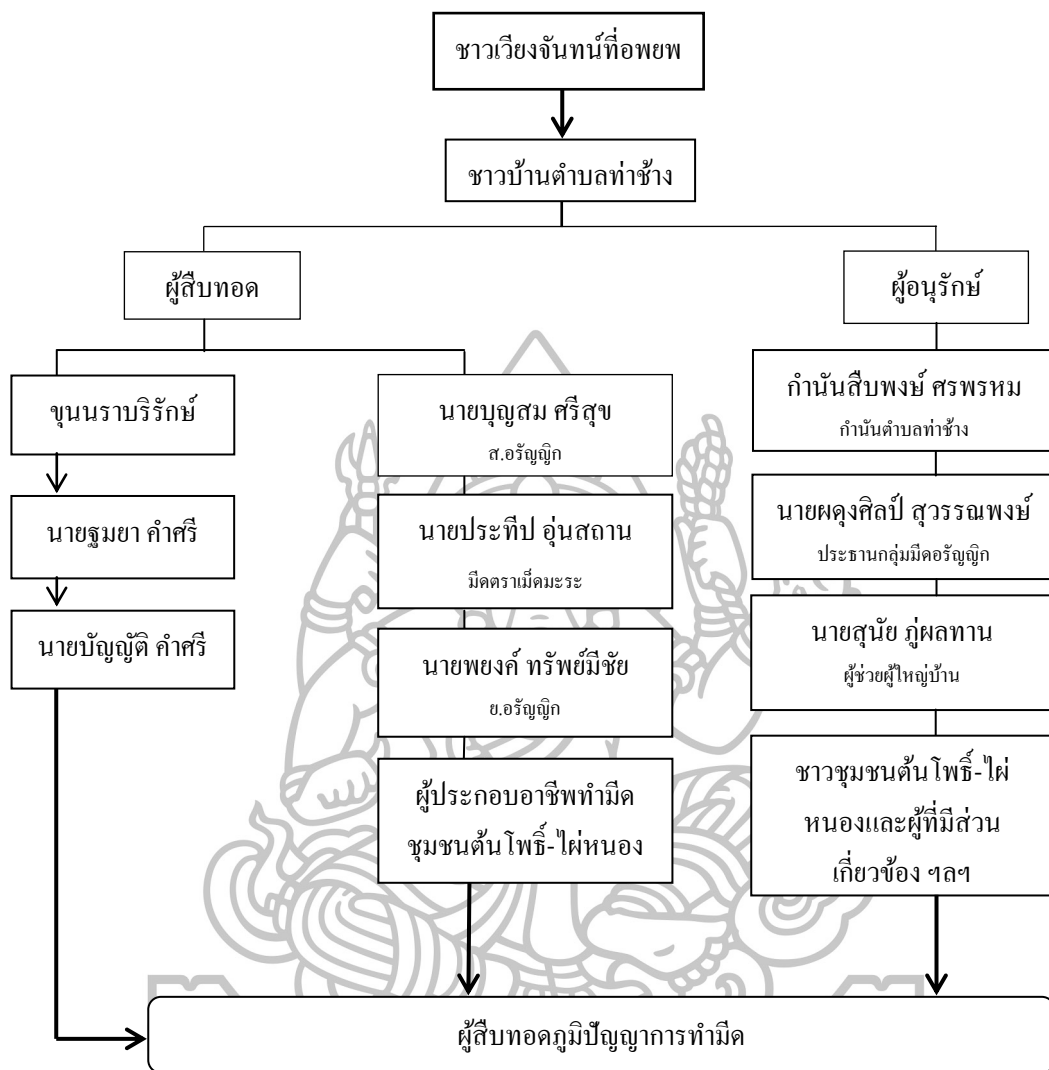 ชาวเวียงจันทน์ที่อพยพ
ชาวบ้านตำบลท่าช้าง
ผู้สืบทอด
ผู้อนุรักษ์
ขุนนราบริรักษ์
นายฐมยา คำศรี
นายบัญญัติ คำศรี
นายบุญสม ศรีสุข
ส.อรัญญิก
นายประทีป อุ่นสถาน
มีดตราเม็ดมะระ
นายพยงค์ ทรัพย์มีชัย
ย.อรัญญิก
ผู้ประกอบอาชีพทำมีด
ชุมชนต้นโพธิ์-ไผ่หนอง
กำนันสืบพงษ์ ศรพรหม
กำนันตำบลท่าช้าง
นายผดุงศิลป์ สุวรรณพงษ์
ประธานกลุ่มมีดอรัญญิก
นายสุนัย ภู่ผลทาน
ผู้ช่วยผู้ใหญ่บ้าน
ชาวชุมชนต้นโพธิ์-ไผ่
หนองและผู้ที่มีส่วน
เกี่ยวข้อง ฯลฯ
ผู้สืบทอดภูมิปัญญาการทำมีด